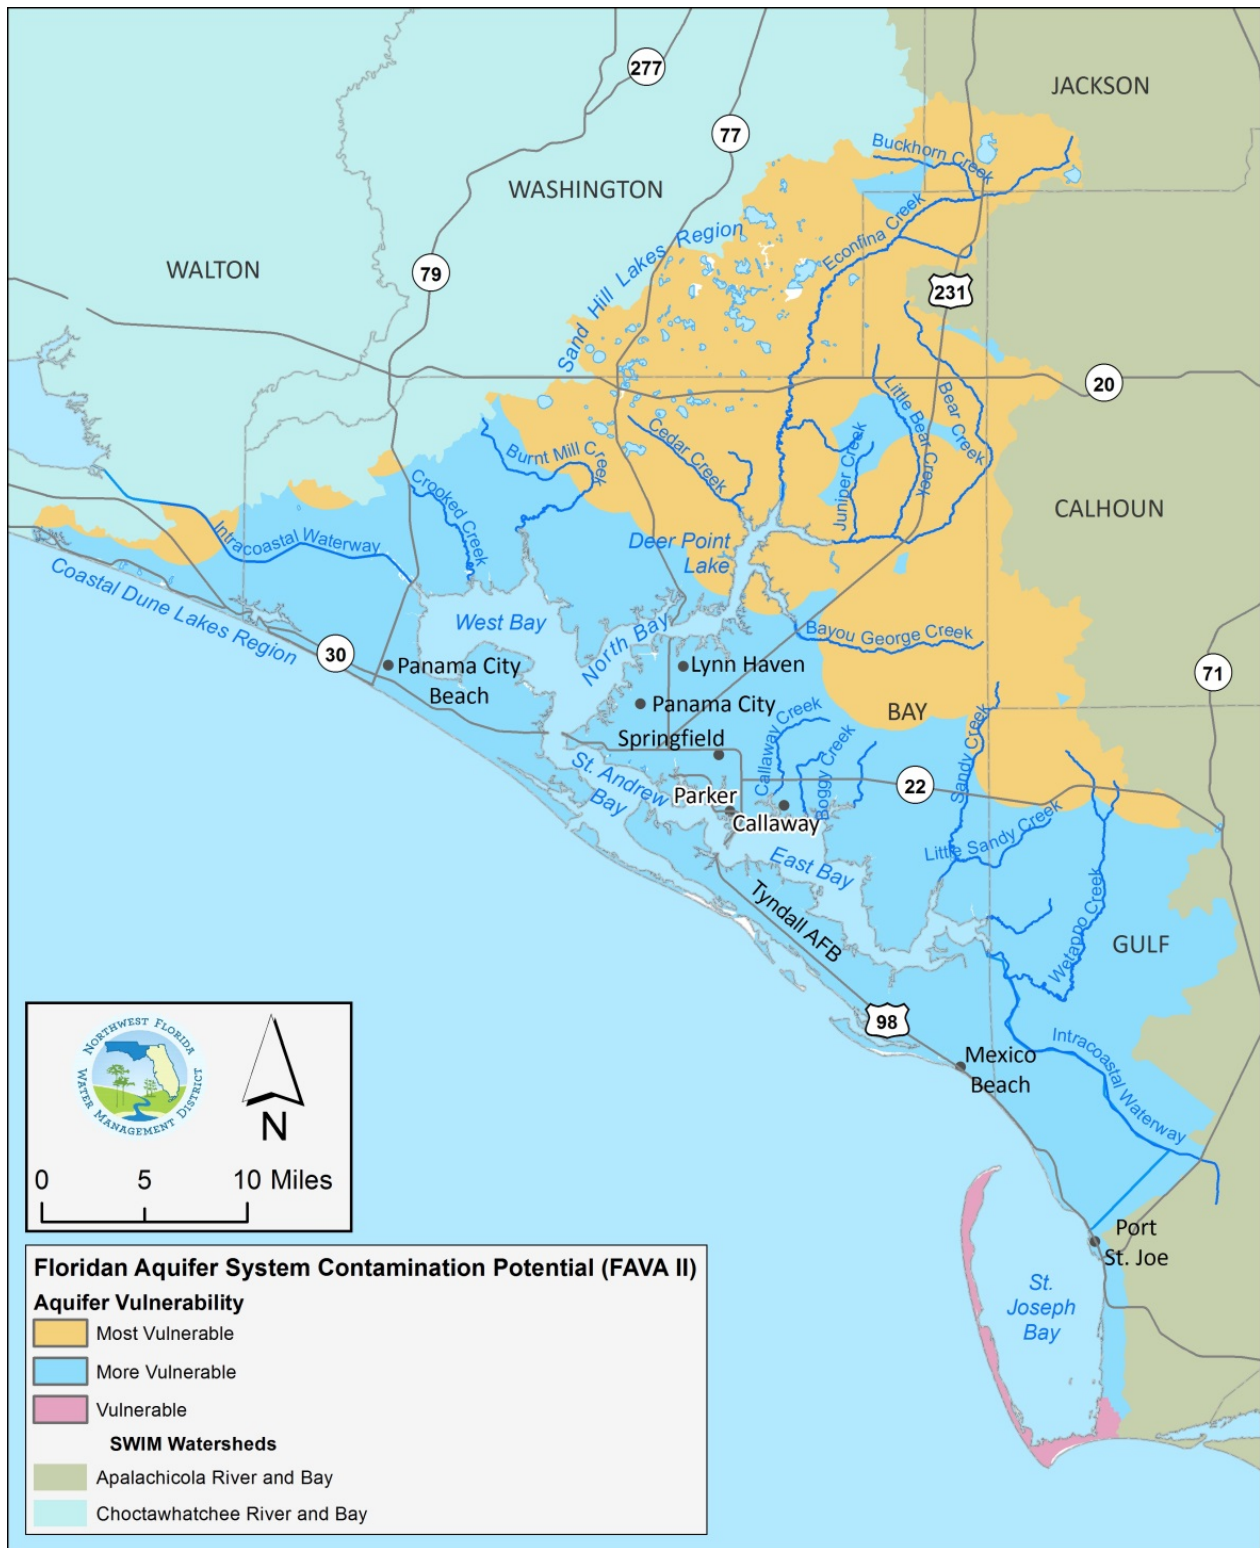 JACKSON
277
77
Buckhorn Creek
WASHINGTON
Sand Hill Lakes Region
Econfina Creek
WALTON
79
231
20
Bear Creek
Little Bear Creek
Cedar Creek
Juniper Creek
Burnt Mill Creek
Crooked Creek
CALHOUN
Intracoastal Waterway
Deer Point
Lake
Coastal Dune Lakes Region
West Bay
North Bay
Bayou George Creek
30
Panama City
Beach
Lynn Haven
71
Panama City
BAY
Springfield
Callaway Creek
Boggy Creek
Sandy Creek
St. Andrew
Bay
22
Parker
Callaway
Little Sandy Creek
East Bay
Tyndall AFB
Wetappo Creek
GULF
98
Mexico
Beach
Intracoastal Waterway
NORTHWEST FLORIDA
WATER MANAGEMENT DISTRICT
N
0 5 10 Miles
Port
St. Joe
St.
Joseph
Bay
Floridan Aquifer System Contamination Potential (FAVA II)
Aquifer Vulnerability
Most Vulnerable
More Vulnerable
Vulnerable
SWIM Watersheds
Apalachicola River and Bay
Choctawhatchee River and Bay